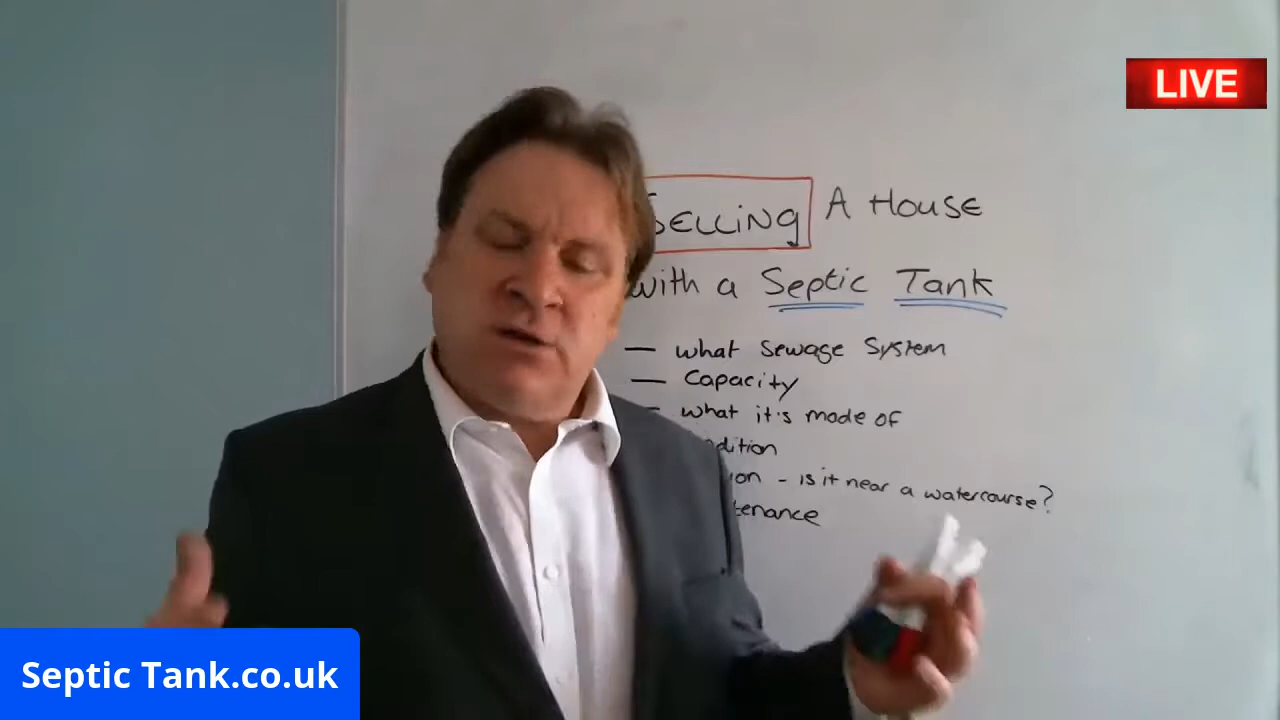 LIVE
SELLING A HOUSE
with a Septic Tank
— what Sewage System
— Capacity
— what it's made of
- is it near a watercourse?
Septic Tank.co.uk